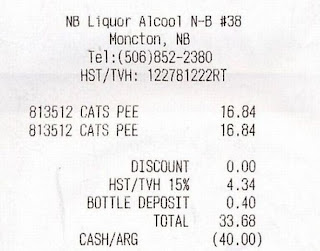 NB Liquor Alcool N-B #38
Moncton, NB
Tel:(506)852-2380
HST/TVH: 122781222RT
813512 CATS PEE 16.84
813512 CATS PEE 16.84
DISCOUNT 0.00
HST/TVH 15% 4.34
BOTTLE DEPOSIT 0.40
TOTAL 33.68
CASH/ARG (40.00)